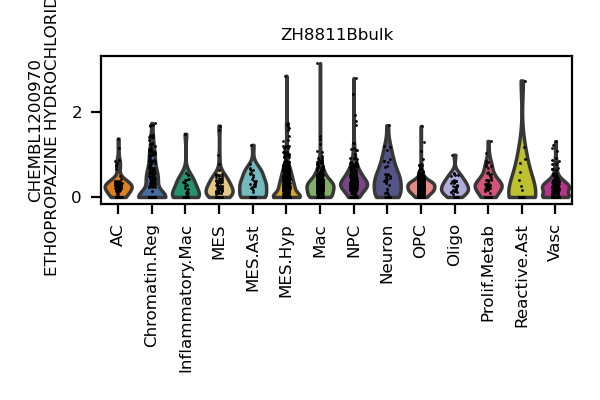 ZH8811Bbulk
CHEMBL1200970
ETHOPROPAZINE HYDROCHLORID
2
0
AC
Chromatin.Reg
Inflammatory.Mac
MES
MES.Ast
MES.Hyp
Mac
NPC
Neuron
OPC
Oligo
Prolif.Metab
Reactive.Ast
Vasc